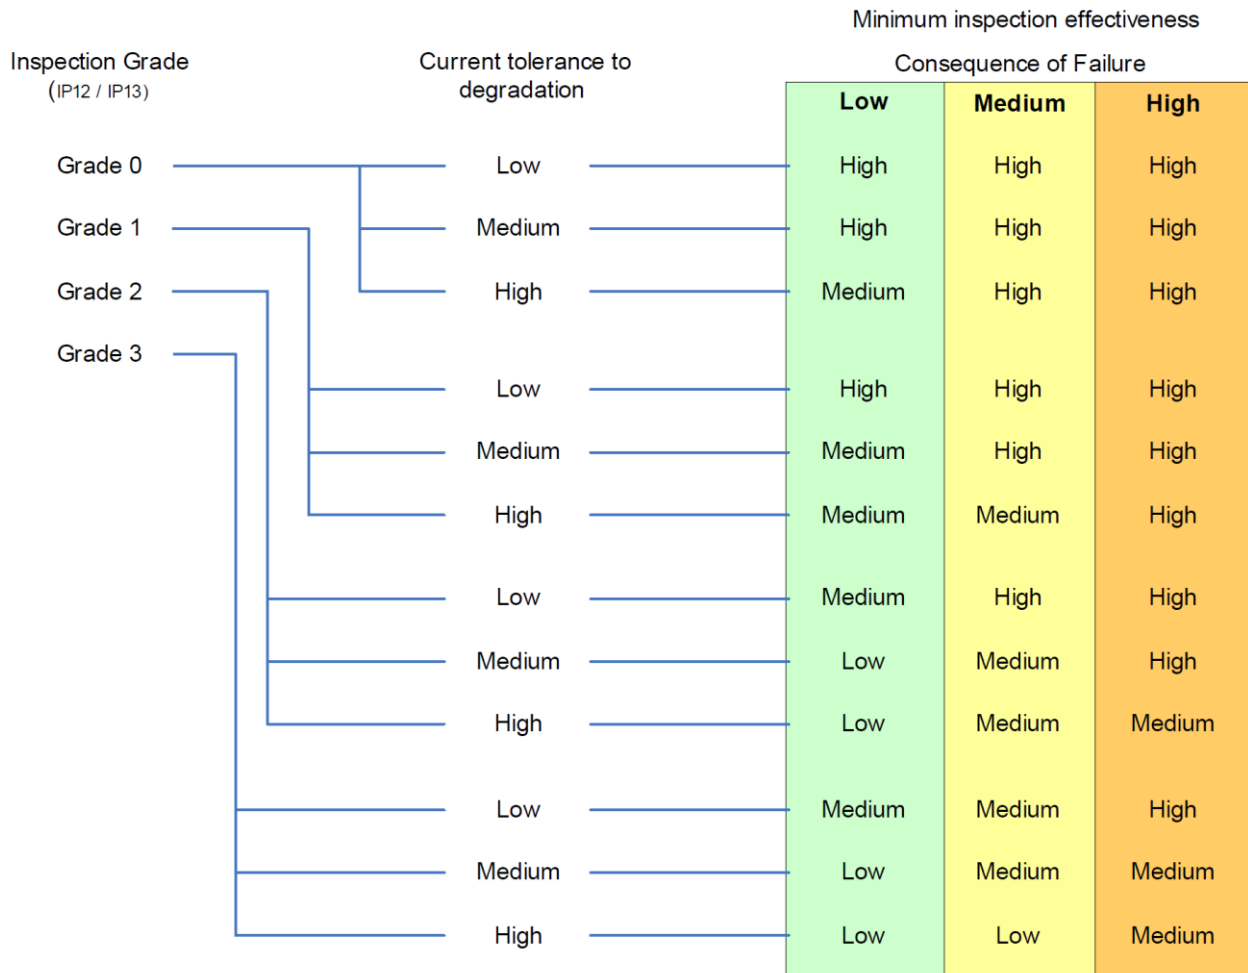 Minimum inspection effectiveness
Inspection Grade
(IP12 / IP13)
Current tolerance to
degradation
Consequence of Failure
Low Medium High
Grade 0 Low High High High
Grade 1 Medium High High High
Grade 2 High Medium High High
Grade 3
Low High High High
Medium Medium High High
High Medium Medium High
Low Medium High High
Medium Low Medium High
High Low Medium Medium
Low Medium Medium High
Medium Low Medium Medium
High Low Low Medium